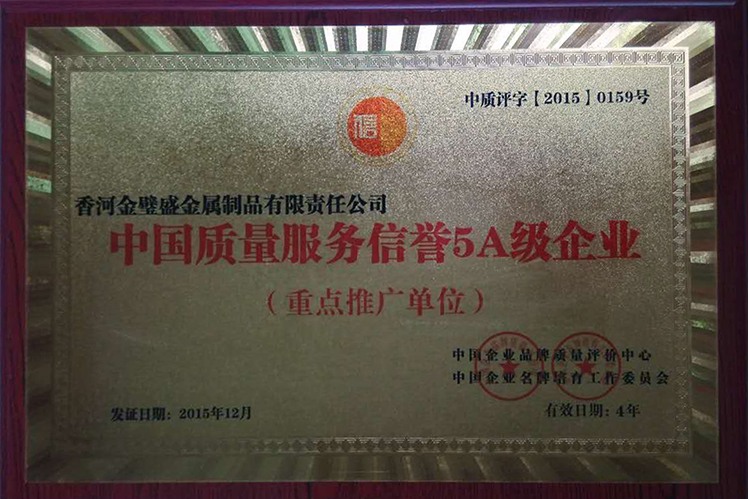 中质评字【2015】0159号
信
香河金璧盛金属制品有限责任公司
中国质量服务信誉5A级企业
（重点推广单位）
中国企业品牌质量评价中心
中国企业名牌培育工作委员会
发证日期：2015年12月
有效日期：4年